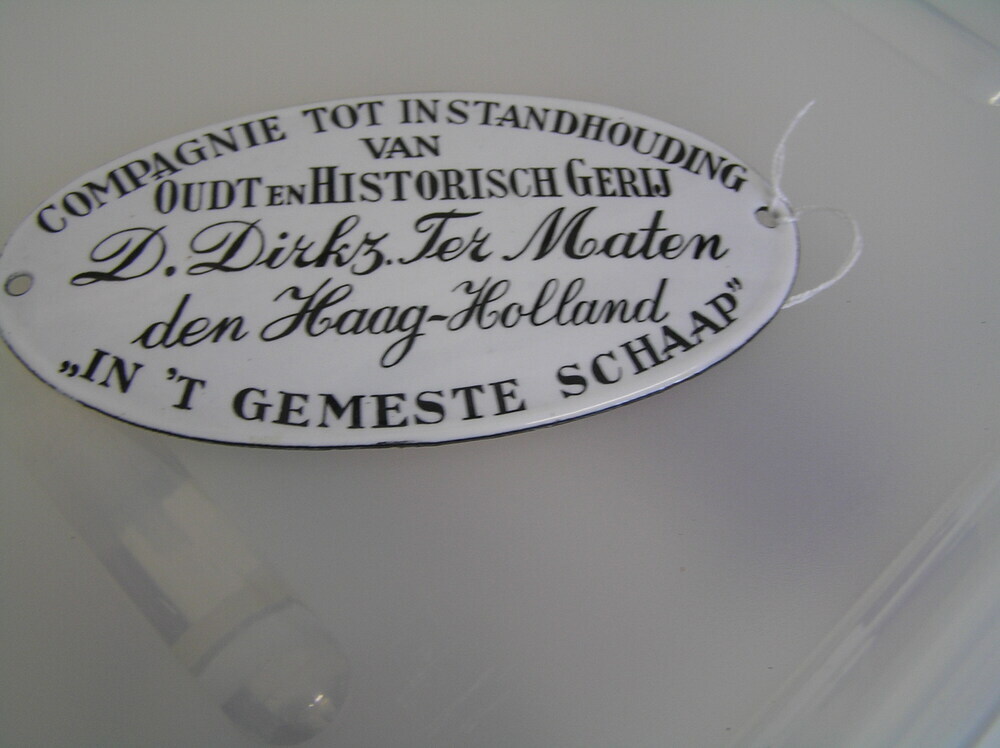 COMPAGNIE TOT INSTANDHOUDING
VAN
OUDT EN HISTORISCH GERIJ
D. Dirkz. Ter Maten
den Haag-Holland
„IN 'T GEMESTE SCHAAP”